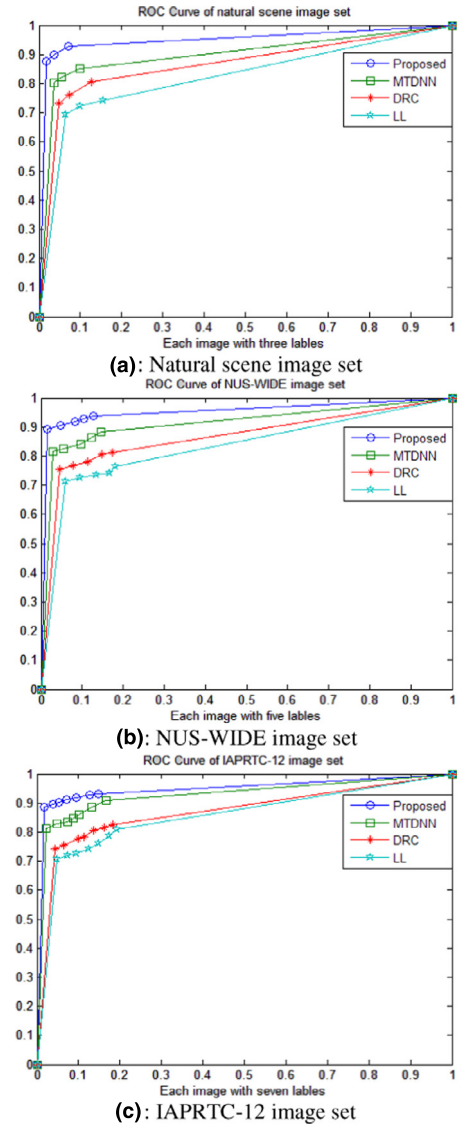 ROC Curve of natural scene image set
1
0.9
0.8
0.7
0.6
0.5
0.4
0.3
0.2
0.1
0
Proposed
MTDNN
DRC
LL
0 0.1 0.2 0.3 0.4 0.5 0.6 0.7 0.8 0.9 1
Each image with three lables
(a): Natural scene image set
ROC Curve of NUS-WIDE image set
1
0.9
0.8
0.7
0.6
0.5
0.4
0.3
0.2
0.1
0
Proposed
MTDNN
DRC
LL
0 0.1 0.2 0.3 0.4 0.5 0.6 0.7 0.8 0.9 1
Each image with five lables
(b): NUS-WIDE image set
ROC Curve of IAPRTC-12 image set
1
0.9
0.8
0.7
0.6
0.5
0.4
0.3
0.2
0.1
0
Proposed
MTDNN
DRC
LL
0 0.1 0.2 0.3 0.4 0.5 0.6 0.7 0.8 0.9 1
Each image with seven lables
(c): IAPRTC-12 image set